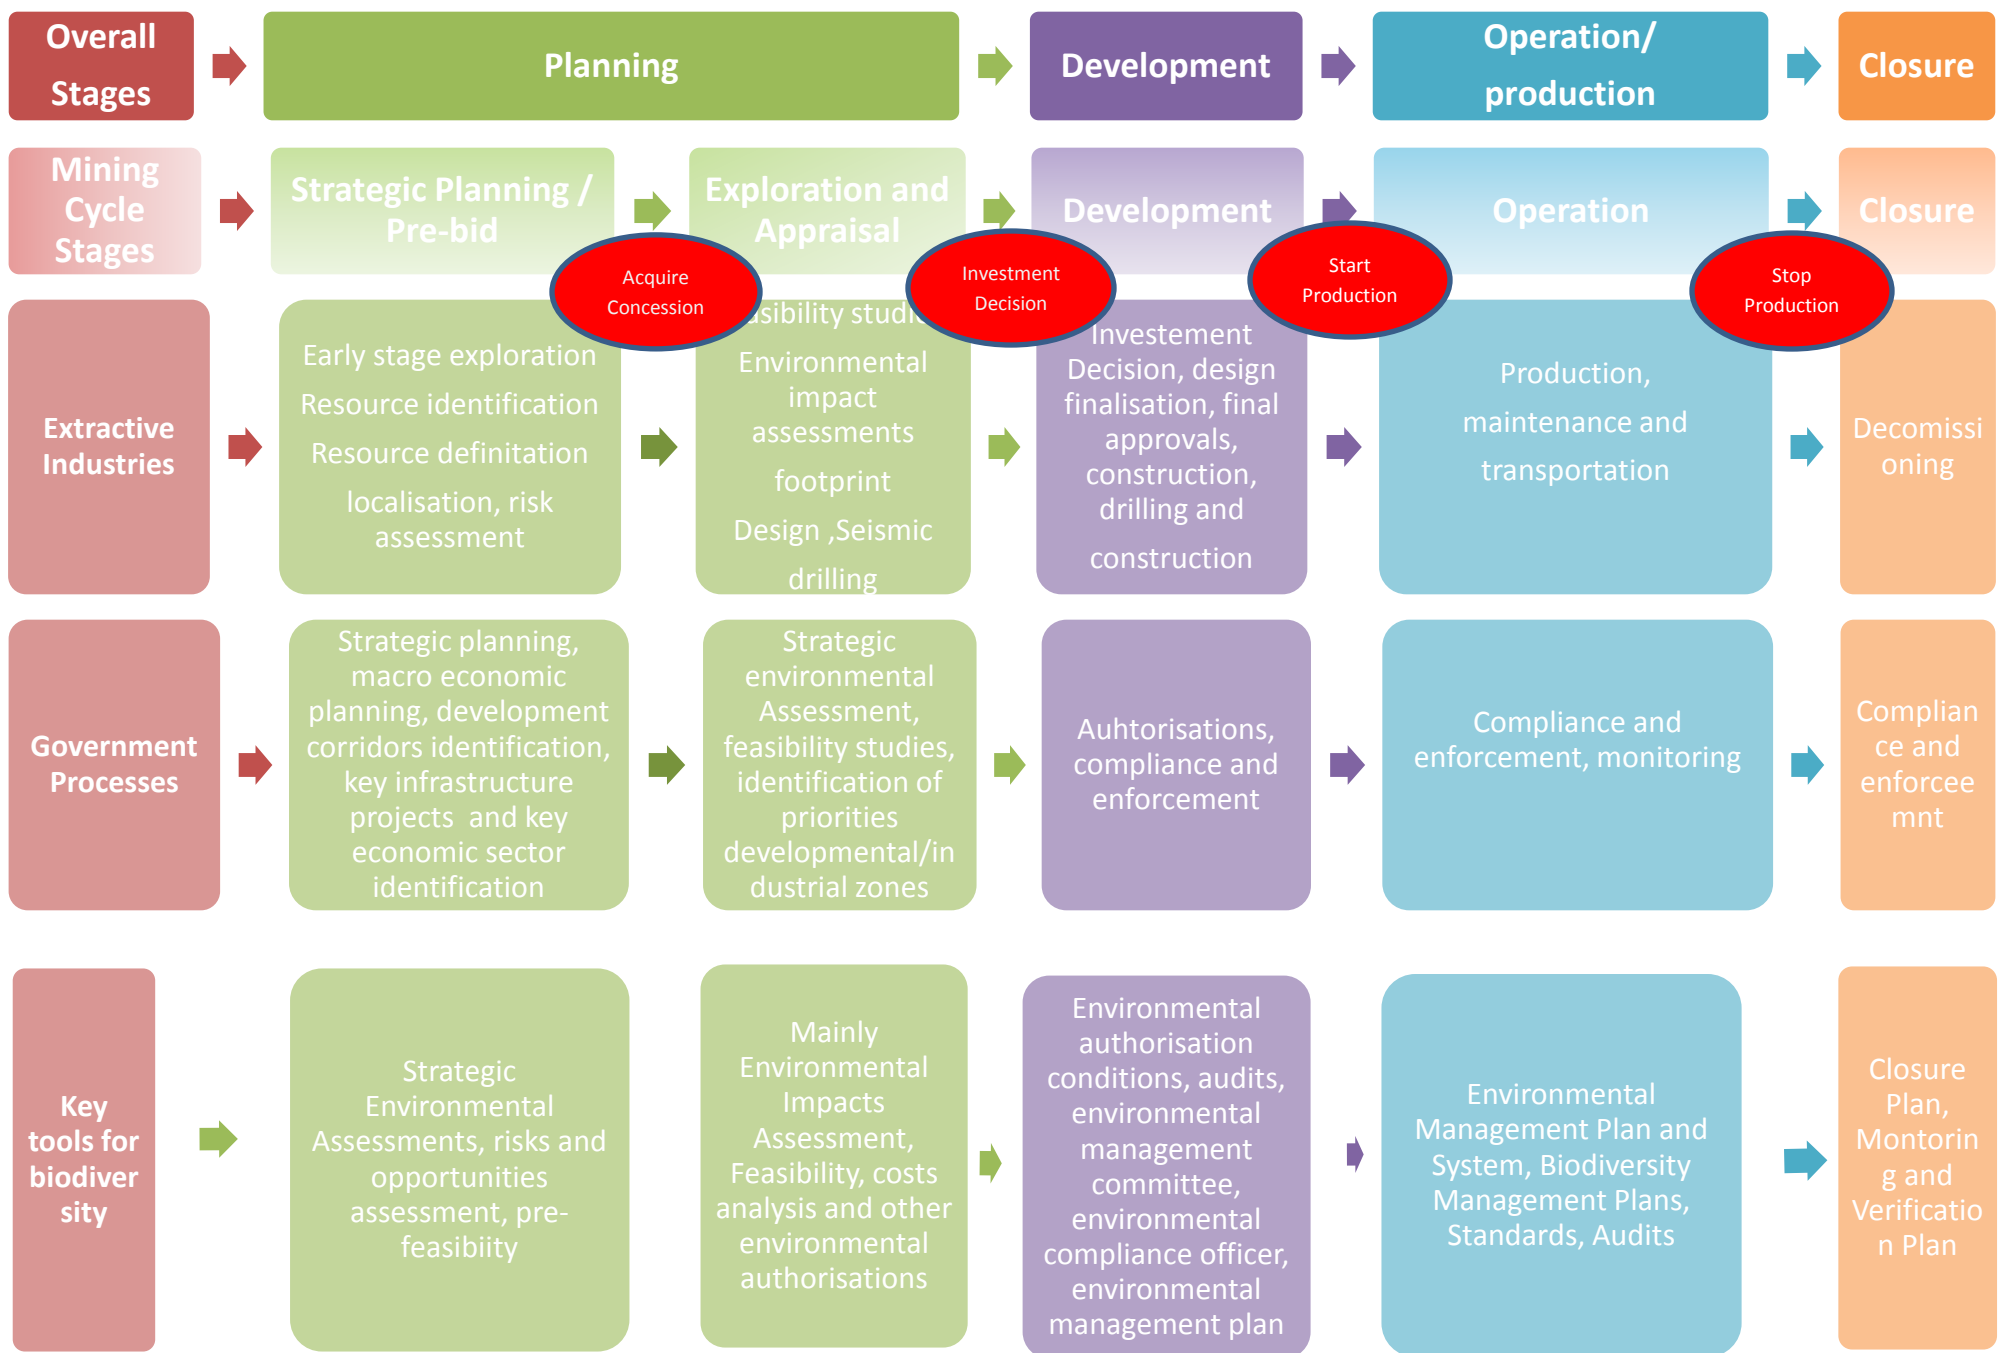 Overall
Stages
Planning
Development
Operation/
production
Closure
Mining
Cycle
Stages
Strategic Planning /
Pre-bid
Exploration and
Appraisal
Development
Operation
Closure
Acquire
Concession
Investment
Decision
Start
Production
Stop
Production
Extractive
Industries
Early stage exploration
Resource identification
Resource definitation
localisation, risk
assessment
studi
Environmental
impact
assessments
footprint
Design ,Seismic
drilling
Investement
Decision, design
finalisation, final
approvals,
construction,
drilling and
construction
Production,
maintenance and
transportation
Decomissi
oning
Government
Processes
Strategic planning,
macro economic
planning, development
corridors identification,
key infrastructure
projects and key
economic sector
identification
Strategic
environmental
Assessment,
feasibility studies,
identification of
priorities
developmental/in
dustrial zones
Auhtorisations,
compliance and
enforcement
Compliance and
enforcement, monitoring
Complian
ce and
enforcee
mnt
Key
tools for
biodiver
sity
Strategic
Environmental
Assessments, risks and
opportunities
assessment, pre-
feasibiity
Mainly
Environmental
Impacts
Assessment,
Feasibility, costs
analysis and other
environmental
authorisations
Environmental
authorisation
conditions, audits,
environmental
management
committee,
environmental
compliance officer,
environmental
management plan
Environmental
Management Plan and
System, Biodiversity
Management Plans,
Standards, Audits
Closure
Plan,
Montorin
g and
Verificatio
n Plan